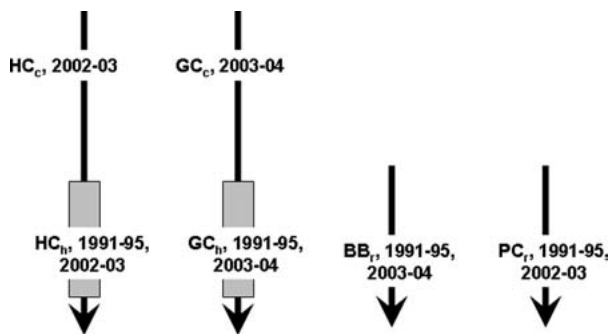 HCc, 2002-03
GCc, 2003-04
HCh, 1991-95,
2002-03
GCh, 1991-95,
2003-04
BBr, 1991-95,
2003-04
PCr, 1991-95,
2002-03